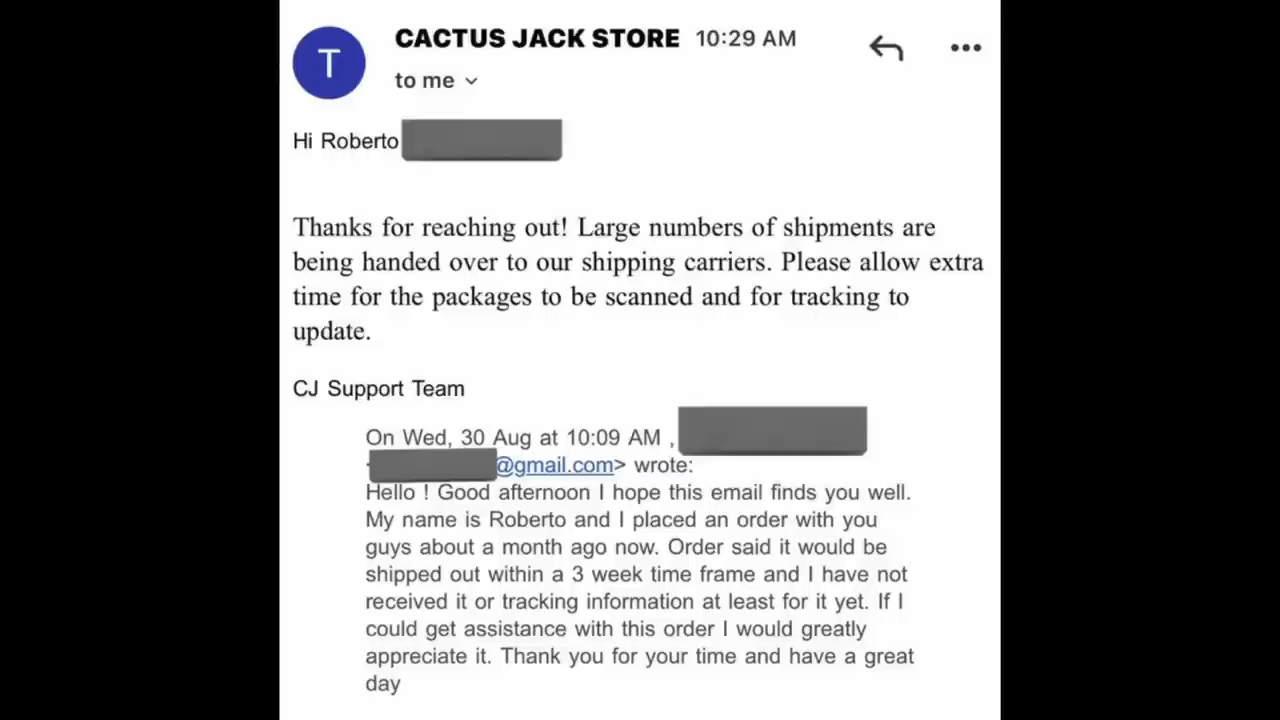 T
CACTUS JACK STORE 10:29 AM
to me
Hi Roberto
Thanks for reaching out! Large numbers of shipments are
being handed over to our shipping carriers. Please allow extra
time for the packages to be scanned and for tracking to
update.
CJ Support Team
On Wed, 30 Aug at 10:09 AM ,
<@gmail.com> wrote:
Hello ! Good afternoon I hope this email finds you well.
My name is Roberto and I placed an order with you
guys about a month ago now. Order said it would be
shipped out within a 3 week time frame and I have not
received it or tracking information at least for it yet. If I
could get assistance with this order I would greatly
appreciate it. Thank you for your time and have a great
day